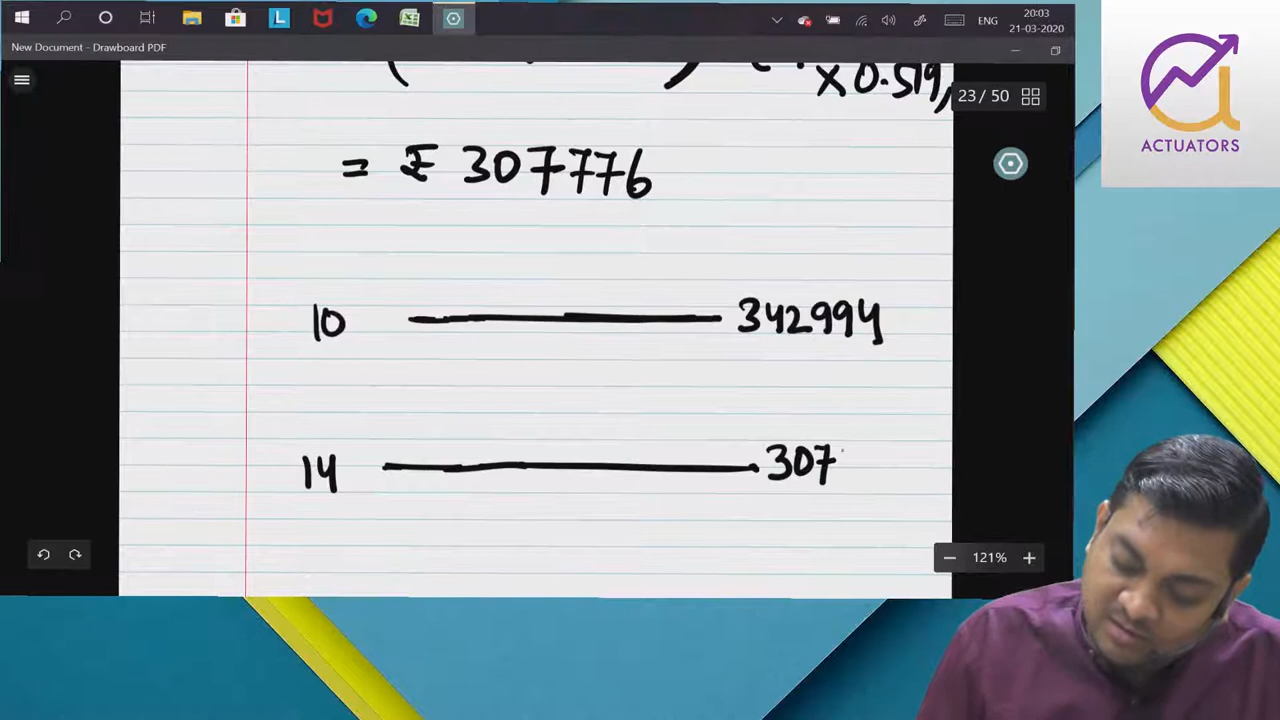 20:03
ENG
21-03-2020
New Document - Drawboard PDF
X 0.519,
23 / 50
ACTUATORS
= ₹ 307776
10 342994
14 307
121%